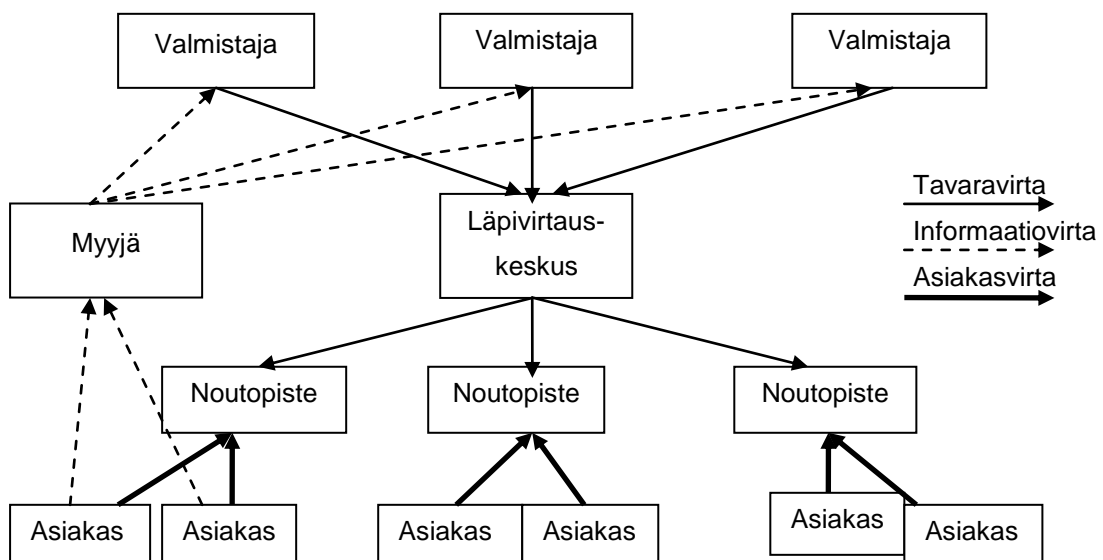 Valmistaja
Valmistaja
Valmistaja
Myyjä
Läpivirtaus-
keskus
Tavaravirta
Informaatiovirta
Asiakasvirta
Noutopiste
Noutopiste
Noutopiste
Asiakas
Asiakas
Asiakas
Asiakas
Asiakas
Asiakas